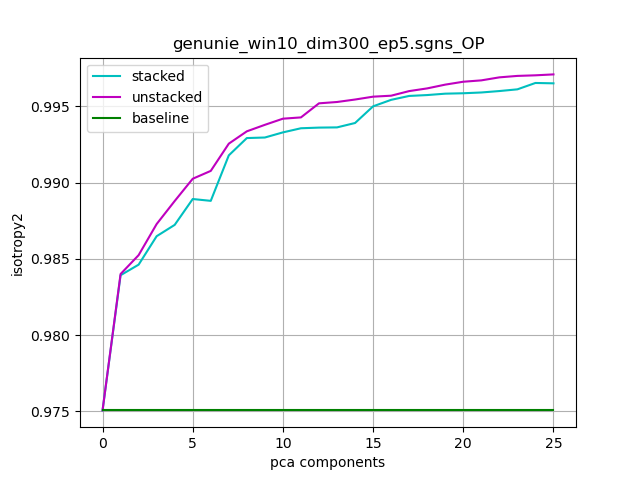 genunie_win10_dim300_ep5.sgns_OP
stacked
unstacked
baseline
0.995
0.990
0.985
0.980
0.975
isotropy2
0 5 10 15 20 25
pca components